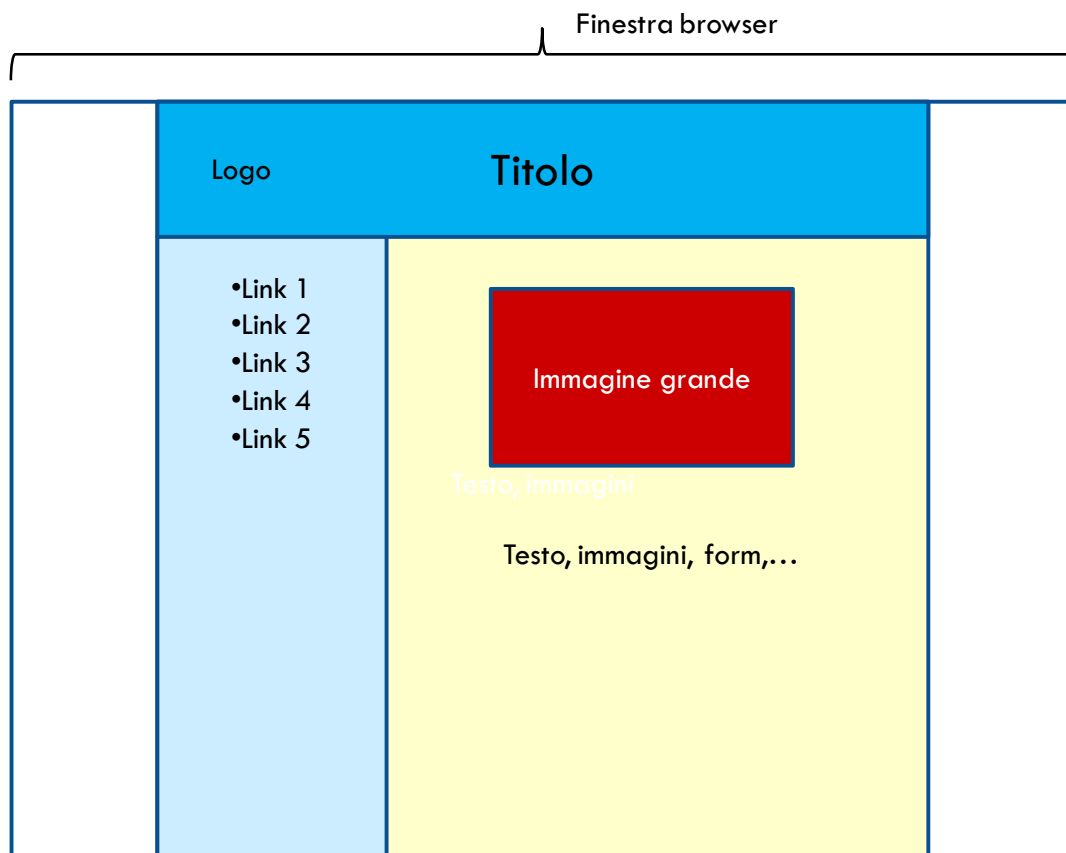 Finestra browser
Logo
Titolo
•Link 1
•Link 2
•Link 3
•Link 4
•Link 5
Immagine grande
Testo, immagini
Testo, immagini, form,…